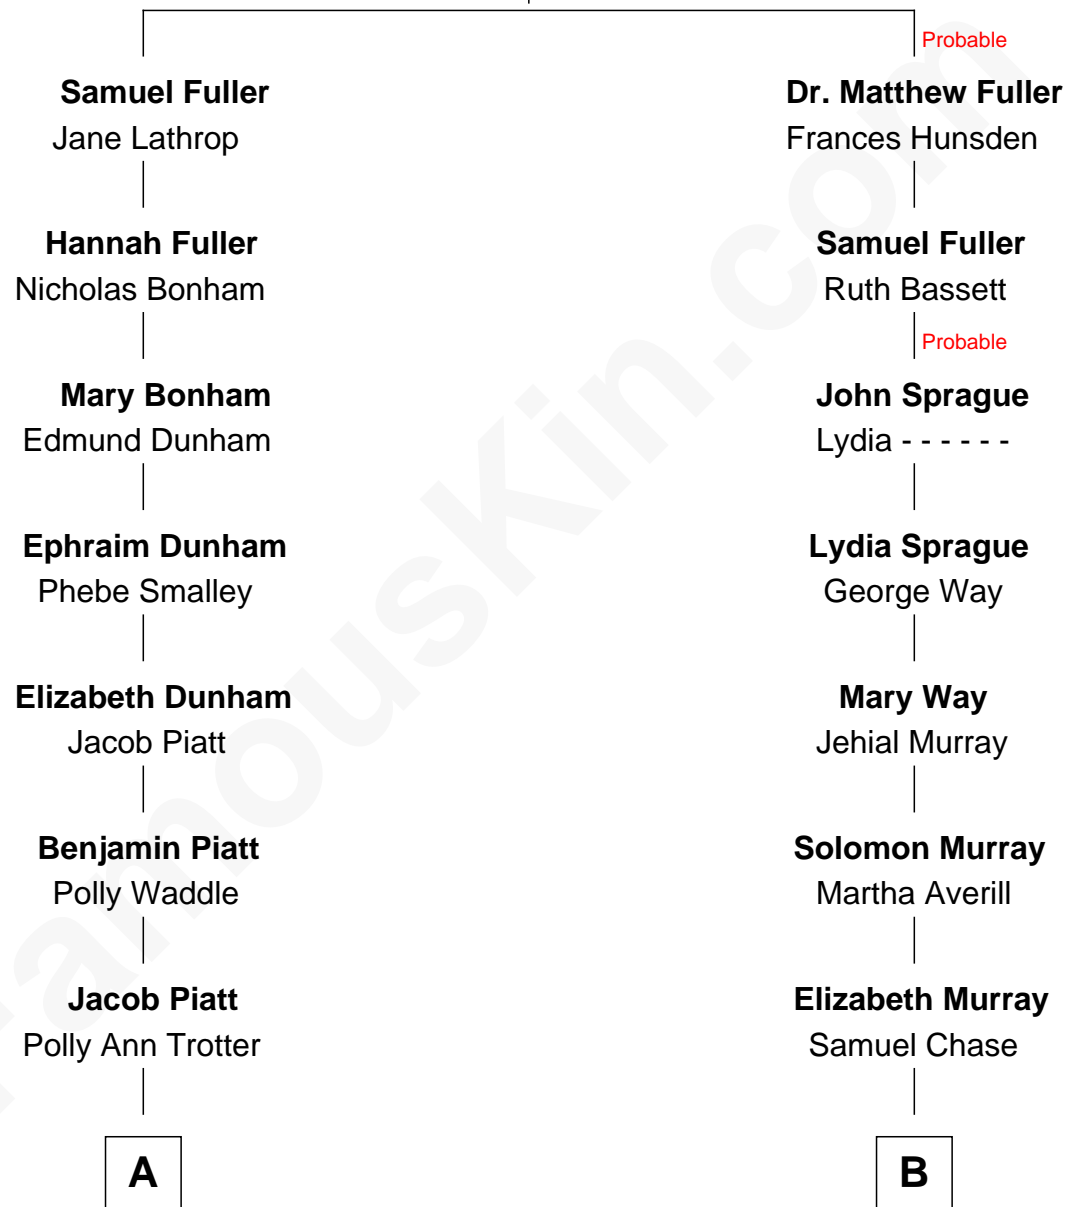 Probable
Samuel Fuller
Jane Lathrop
Dr. Matthew Fuller
Frances Hunsden
Hannah Fuller
Nicholas Bonham
Samuel Fuller
Ruth Bassett
Probable
Mary Bonham
Edmund Dunham
John Sprague
Lydia - - - - - -
Ephraim Dunham
Phebe Smalley
Lydia Sprague
George Way
Elizabeth Dunham
Jacob Piatt
Mary Way
Jehial Murray
Benjamin Piatt
Polly Waddle
Solomon Murray
Martha Averill
Jacob Piatt
Polly Ann Trotter
Elizabeth Murray
Samuel Chase
A
B
FamousKin.com